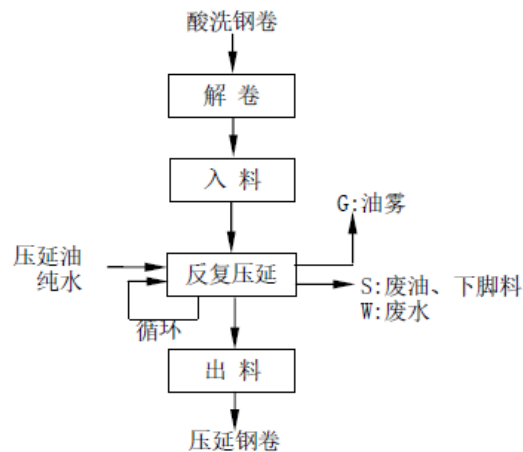 酸洗钢卷
解 卷
入 料
G:油雾
压延油
纯水
反复压延
S:废油、下脚料
W:废水
循环
出 料
压延钢卷